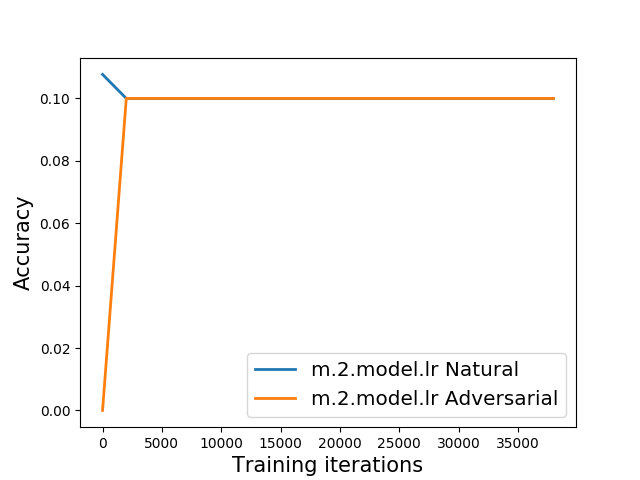 0.10
0.08
0.06
0.04
0.02
0.00
Accuracy
m.2.model.lr Natural
m.2.model.lr Adversarial
0 5000 10000 15000 20000 25000 30000 35000
Training iterations